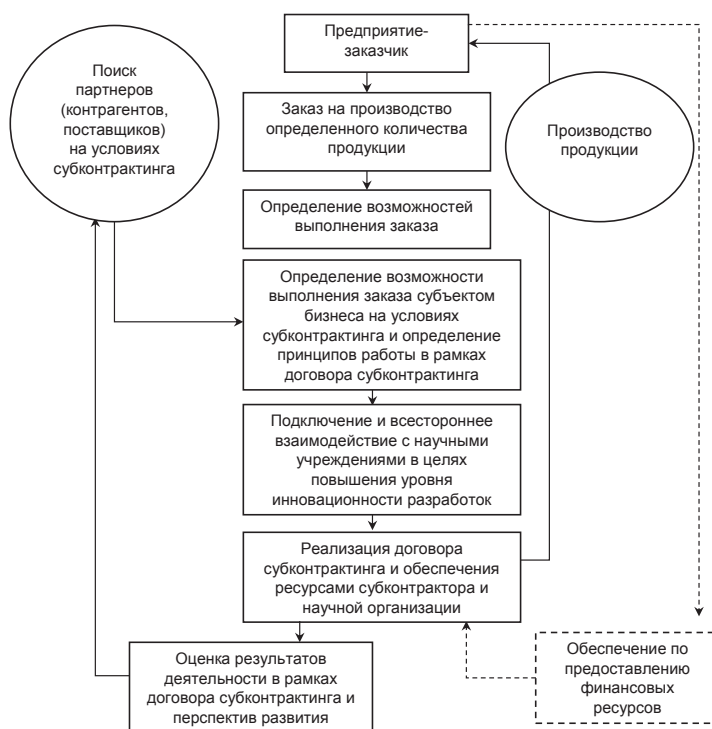 Предприятие-
заказчик
Поиск
партнеров
(контрагентов,
поставщиков)
на условиях
субконтрактинга
Заказ на производство
определенного количества
продукции
Производство
продукции
Определение возможностей
выполнения заказа
Определение возможности
выполнения заказа субъектом
бизнеса на условиях
субконтрактинга и определение
принципов работы в рамках
договора субконтрактинга
Подключение и всестороннее
взаимодействие с научными
учреждениями в целях
повышения уровня
инновационности разработок
Реализация договора
субконтрактинга и обеспечения
ресурсами субконтрактора и
научной организации
Оценка результатов
деятельности в рамках
договора субконтрактинга и
перспектив развития
Обеспечение по
предоставлению
финансовых
ресурсов